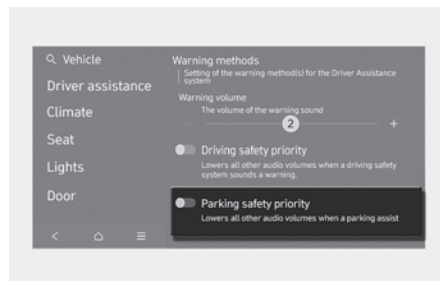 Vehicle
Driver assistance
Climate
Seat
Lights
Door
Warning methods
Setting of the warning method(s) for the Driver Assistance
system
Warning volume
The volume of the warning sound
− 2 +
Driving safety priority
Lowers all other audio volumes when a driving safety
system sounds a warning.
Parking safety priority
Lowers all other audio volumes when a parking assist